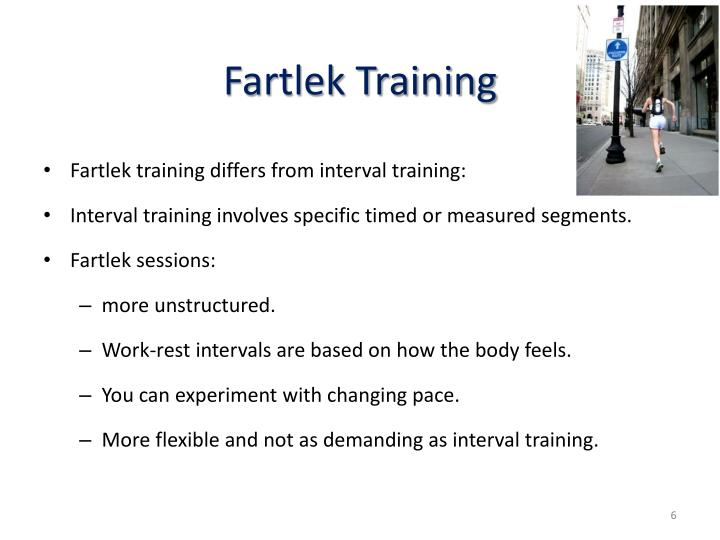 Fartlek Training
• Fartlek training differs from interval training:
• Interval training involves specific timed or measured segments.
• Fartlek sessions:
– more unstructured.
– Work-rest intervals are based on how the body feels.
– You can experiment with changing pace.
– More flexible and not as demanding as interval training.
6